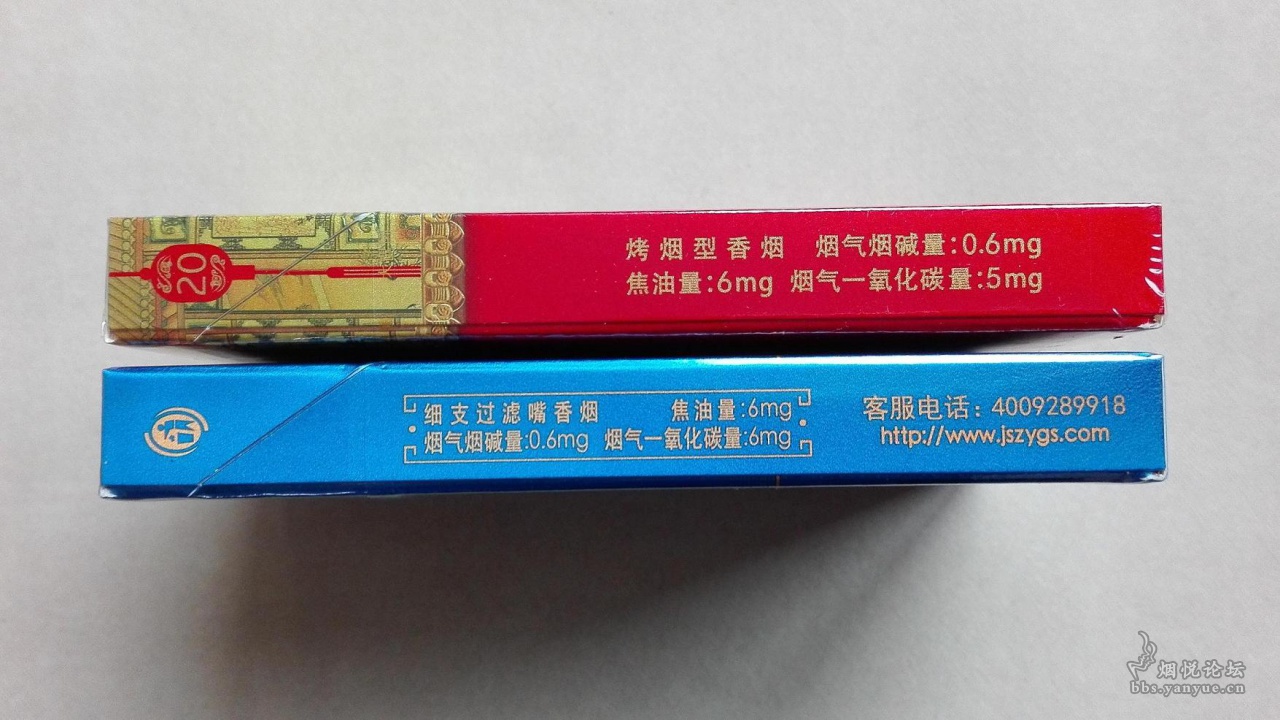 20
烤烟型香烟 烟气烟碱量:0.6mg
焦油量:6mg 烟气一氧化碳量:5mg
细支过滤嘴香烟 焦油量:6mg
烟气烟碱量:0.6mg 烟气一氧化碳量:6mg
客服电话: 4009289918
http://www.jszygs.com
烟悦论坛
bbs.yanyue.cn